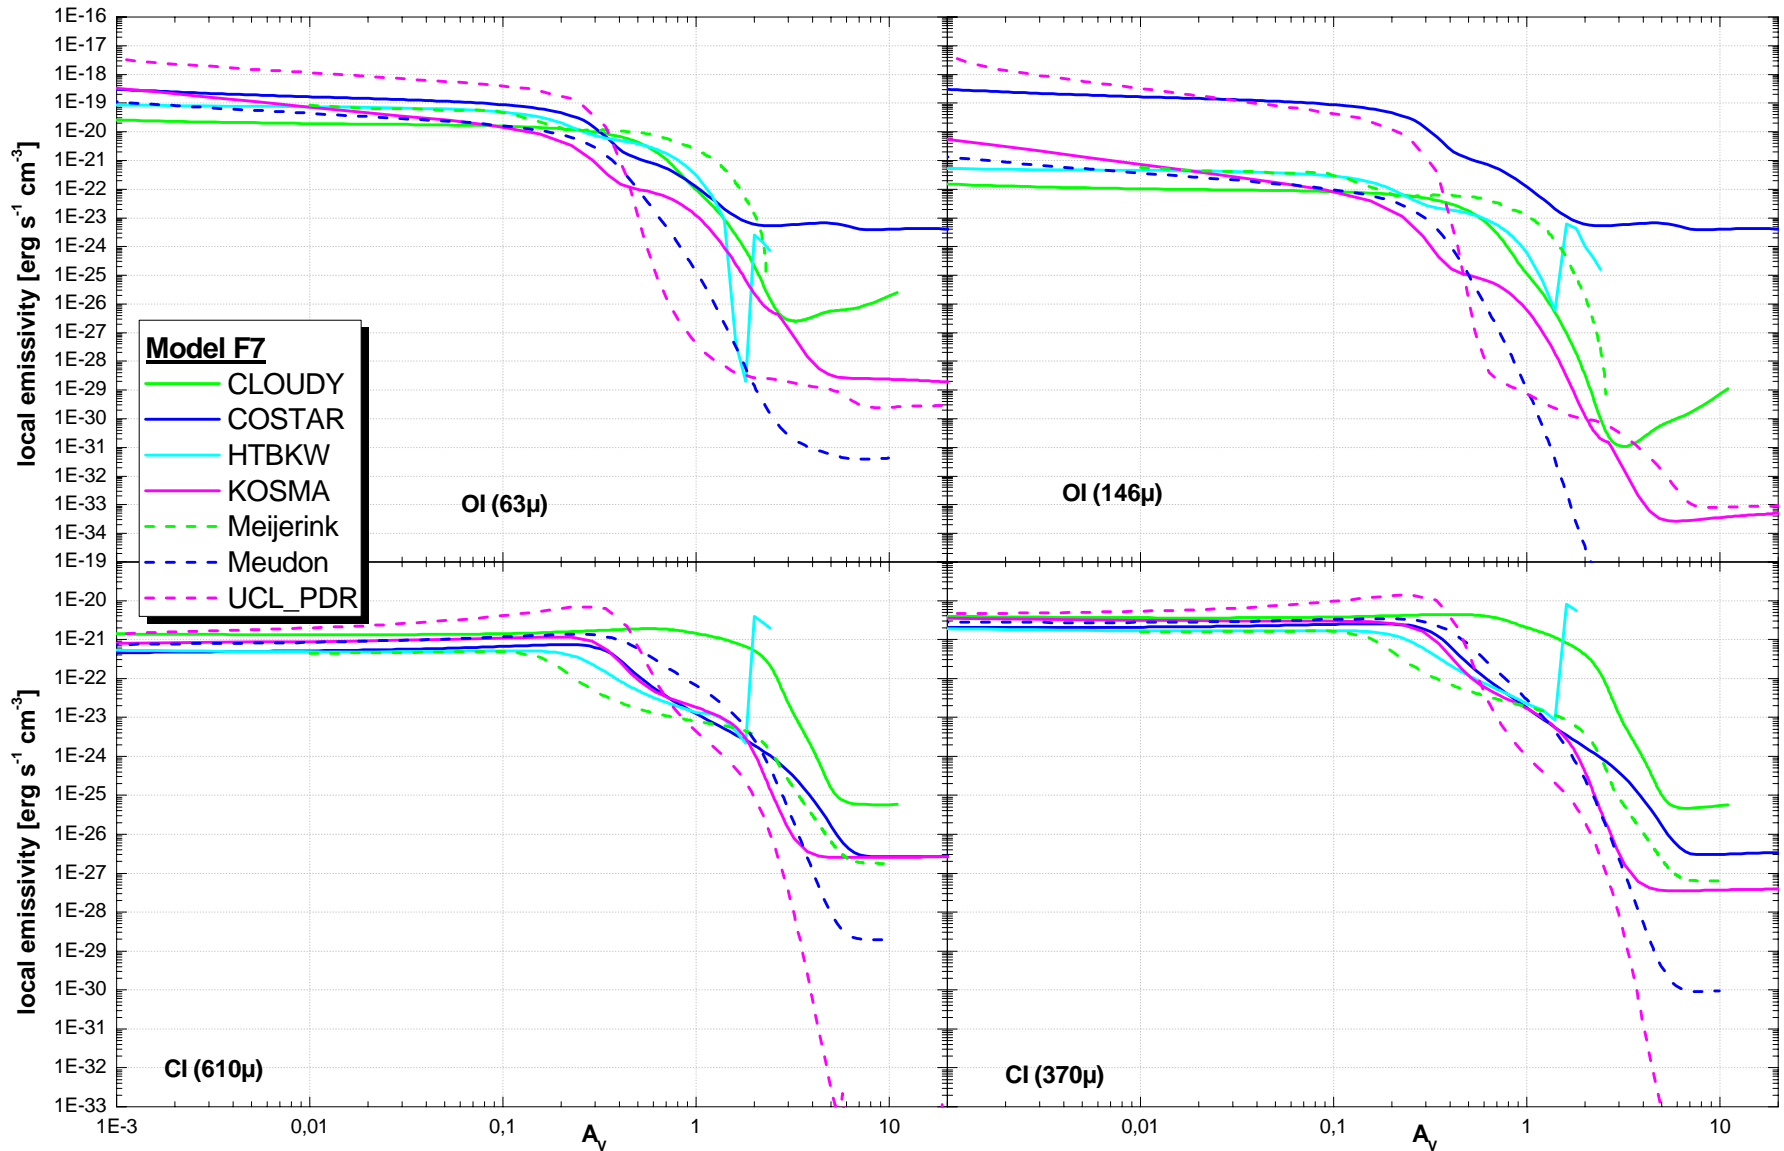 1E-16
1E-17
1E-18
1E-19
1E-20
1E-21
1E-22
1E-23
1E-24
1E-25
1E-26
1E-27
1E-28
1E-29
1E-30
1E-31
1E-32
1E-33
1E-34
1E-19
1E-20
1E-21
1E-22
1E-23
1E-24
1E-25
1E-26
1E-27
1E-28
1E-29
1E-30
1E-31
1E-32
1E-33
local emissivity [erg s⁻¹ cm⁻³]
local emissivity [erg s⁻¹ cm⁻³]
Model F7
CLOUDY
COSTAR
HTBKW
KOSMA
Meijerink
Meudon
UCL_PDR
OI (63µ)
OI (146µ)
CI (610µ)
CI (370µ)
1E-3 0,01 0,1 1 10 0,01 0,1 1 10
Aᵥ Aᵥ